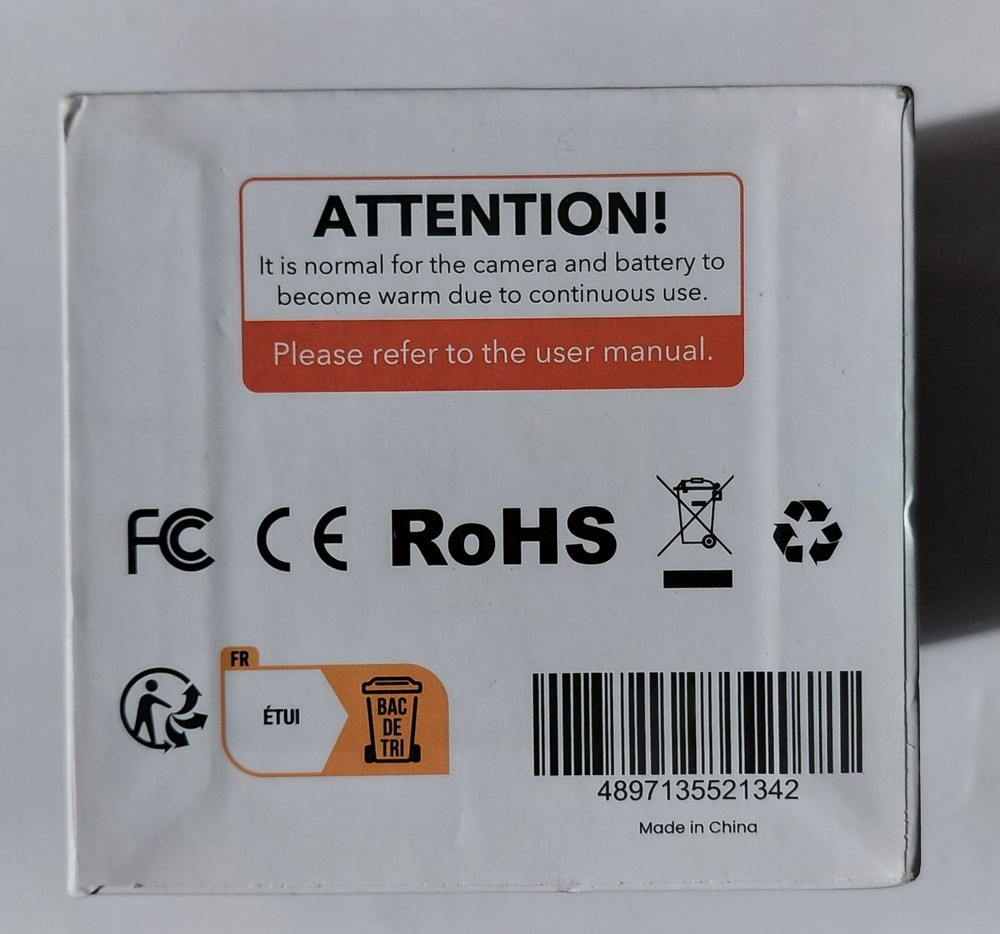 ATTENTION!
It is normal for the camera and battery to
become warm due to continuous use.
Please refer to the user manual.
FC CE RoHS
FR
ÉTUI
BAC
DE
TRI
4897135521342
Made in China